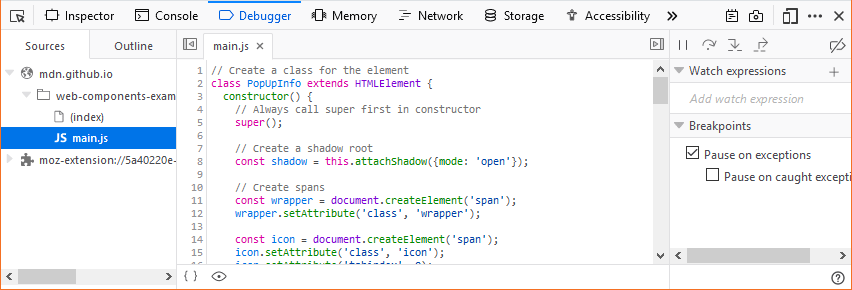 Inspector Console Debugger Memory Network Storage Accessibility
Sources Outline
main.js
mdn.github.io
web-components-exam
(index)
JS main.js
moz-extension://5a40220e-
1 // Create a class for the element
2 class PopUpInfo extends HTMLElement {
3 constructor() {
4 // Always call super first in constructor
5 super();
6
7 // Create a shadow root
8 const shadow = this.attachShadow({mode: 'open'});
9
10 // Create spans
11 const wrapper = document.createElement('span');
12 wrapper.setAttribute('class', 'wrapper');
13
14 const icon = document.createElement('span');
15 icon.setAttribute('class', 'icon');
16 icon.setAttribute('tabindex', 0);
{ }
Watch expressions
Add watch expression
Breakpoints
Pause on exceptions
Pause on caught excepti